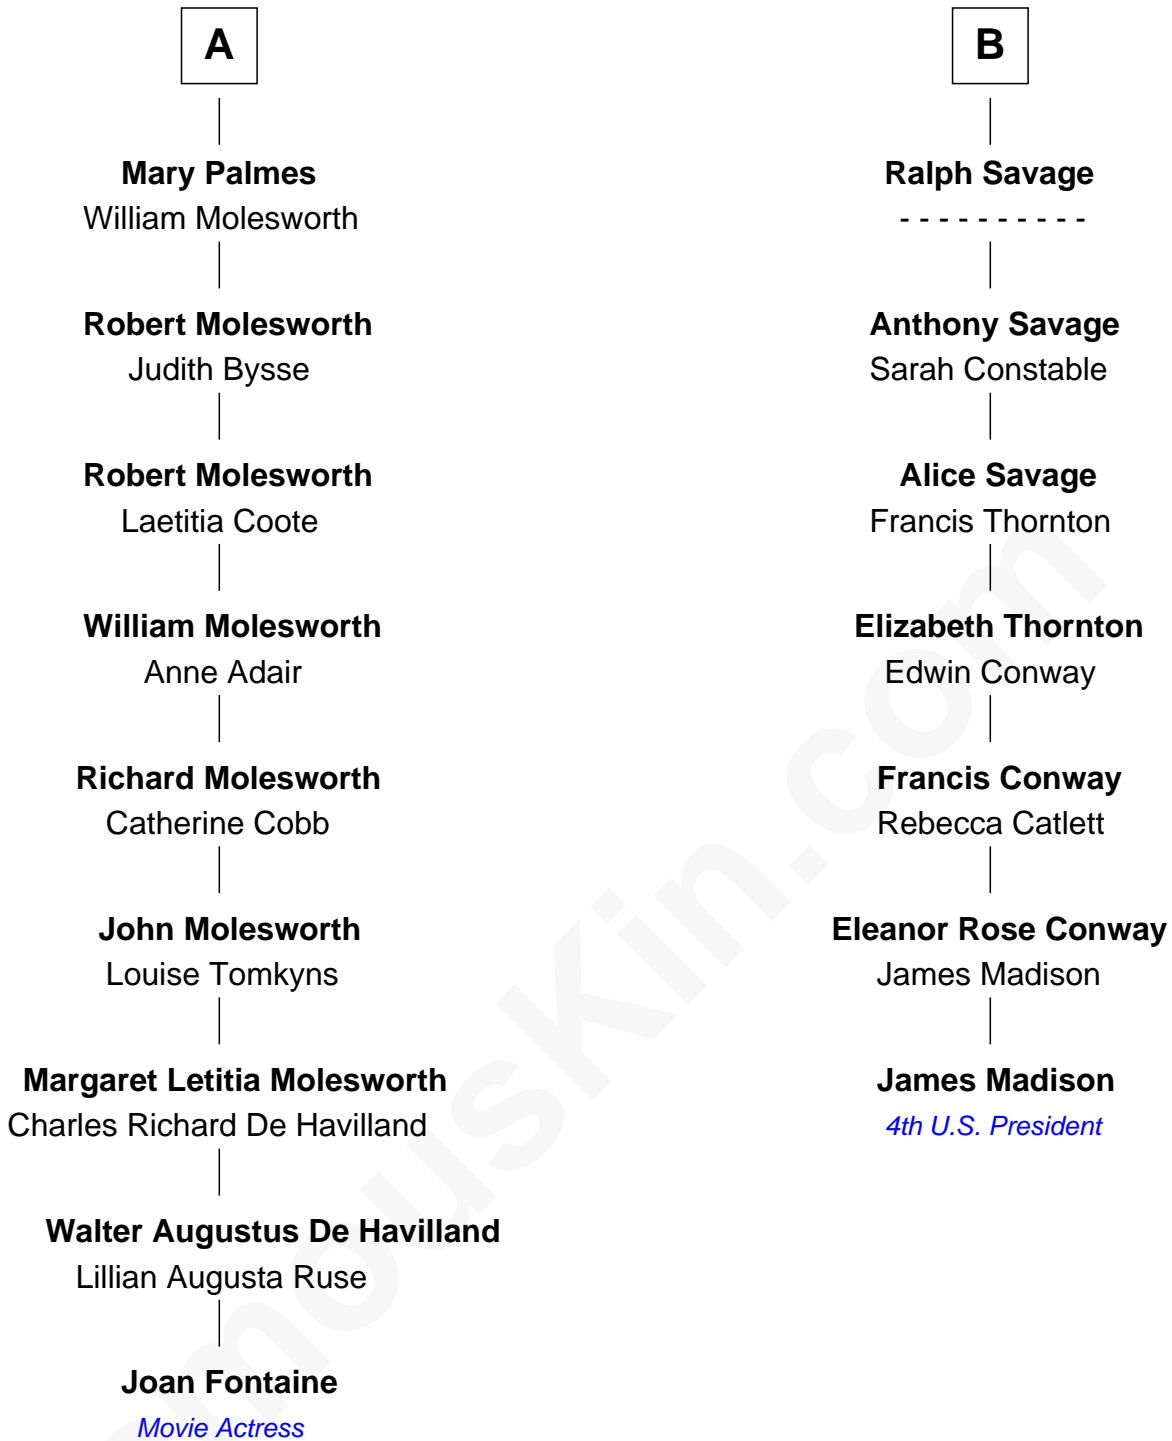 A
Mary Palmes
William Molesworth
Robert Molesworth
Judith Bysse
Robert Molesworth
Laetitia Coote
William Molesworth
Anne Adair
Richard Molesworth
Catherine Cobb
John Molesworth
Louise Tomkyns
Margaret Letitia Molesworth
Charles Richard De Havilland
Walter Augustus De Havilland
Lillian Augusta Ruse
Joan Fontaine
Movie Actress
B
Ralph Savage
- - - - - - - - - -
Anthony Savage
Sarah Constable
Alice Savage
Francis Thornton
Elizabeth Thornton
Edwin Conway
Francis Conway
Rebecca Catlett
Eleanor Rose Conway
James Madison
James Madison
4th U.S. President
mousKin.com